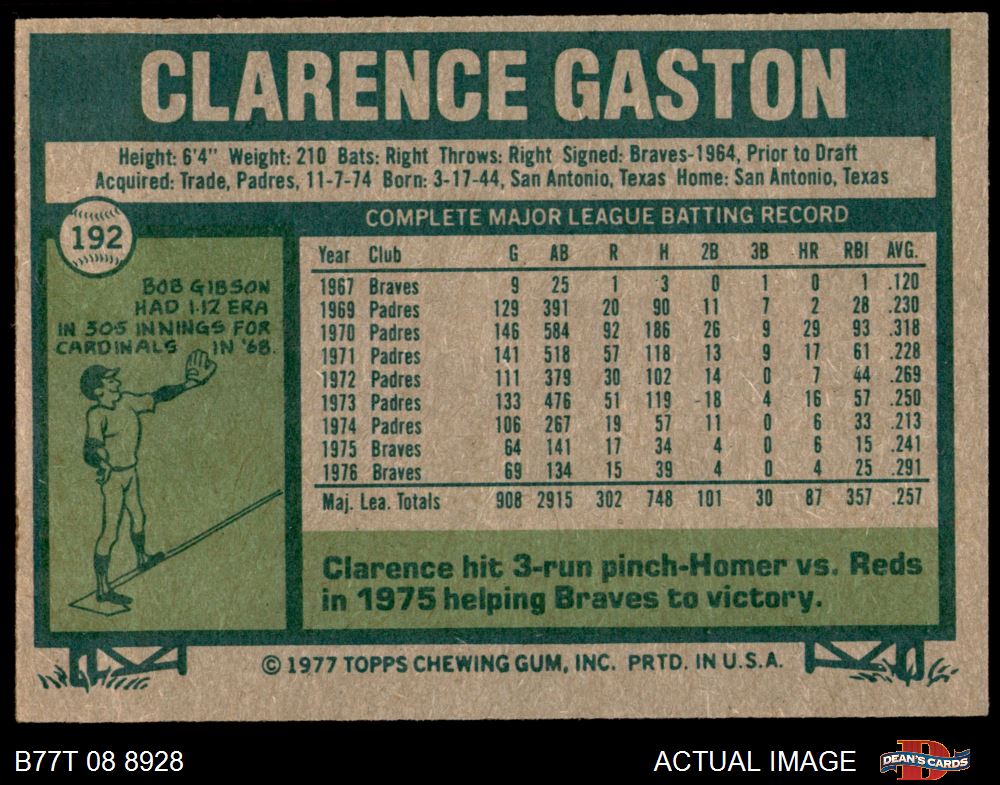 CLARENCE GASTON
Height: 6'4" Weight: 210 Bats: Right Throws: Right Signed: Braves-1964, Prior to Draft
Acquired: Trade, Padres, 11-7-74 Born: 3-17-44, San Antonio, Texas Home: San Antonio, Texas
192
BOB GIBSON
HAD 1.12 ERA
IN 305 INNINGS FOR
CARDINALS IN '68.
COMPLETE MAJOR LEAGUE BATTING RECORD
Year Club G AB R H 2B 3B HR RBI AVG.
1967 Braves 9 25 1 3 0 1 0 1 .120
1969 Padres 129 391 20 90 11 7 2 28 .230
1970 Padres 146 584 92 186 26 9 29 93 .318
1971 Padres 141 518 57 118 13 9 17 61 .228
1972 Padres 111 379 30 102 14 0 7 44 .269
1973 Padres 133 476 51 119 18 4 16 57 .250
1974 Padres 106 267 19 57 11 0 6 33 .213
1975 Braves 64 141 17 34 4 0 6 15 .241
1976 Braves 69 134 15 39 4 0 4 25 .291
Maj. Lea. Totals 908 2915 302 748 101 30 87 357 .257
Clarence hit 3-run pinch-Homer vs. Reds
in 1975 helping Braves to victory.
© 1977 TOPPS CHEWING GUM, INC. PRTD. IN U.S.A.
B77T 08 8928
ACTUAL IMAGE
D
DEAN'S CARDS